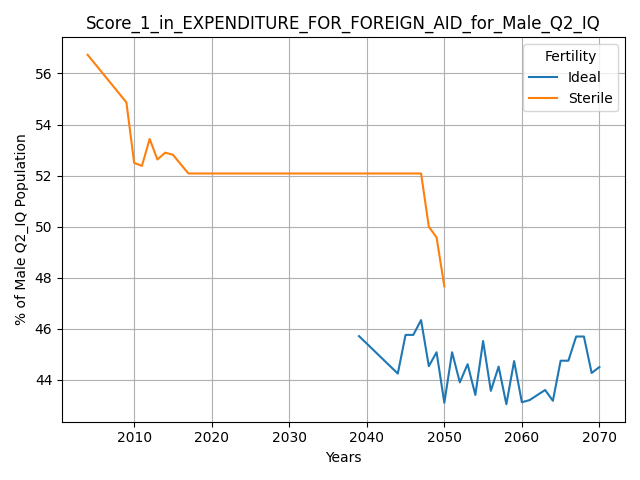 Score_1_in_EXPENDITURE_FOR_FOREIGN_AID_for_Male_Q2_IQ
Fertility
Ideal
Sterile
% of Male Q2_IQ Population
56
54
52
50
48
46
44
2010
2020
2030
2040
2050
2060
2070
Years